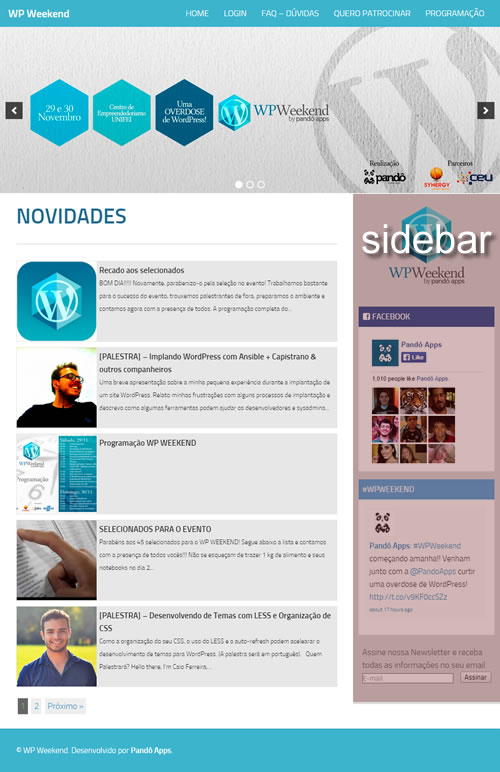 WP Weekend
HOME LOGIN FAQ – DÚVIDAS QUERO PATROCINAR PROGRAMAÇÃO
29 e 30
Novembro
Centro de
Empreendedorismo
UNIFEI
Uma
OVERDOSE
de WordPress!
WPWeekend
by pandô apps
Realização
pandô
Parceiros
SYNERGY
ceu
NOVIDADES
Recado aos selecionados
BOM DIA!!!!! Novamente, parabenizo-o pela seleção no evento! Trabalhamos bastante
para o sucesso do evento, trouxemos palestrantes de fora, preparamos o ambiente e
contamos agora com a presença de todos. A programação completa do...
[PALESTRA] – Implando WordPress com Ansible + Capistrano &
outros companheiros
Uma breve apresentação sobre a minha pequena experiência durante a implantação de
um site WordPress. Relato minhas frustrações com alguns processos de implantação e
descrevo como algumas ferramentas podem ajudar os desenvolvedores e sysadmins...
Programação WP WEEKEND
SELECIONADOS PARA O EVENTO
Parabéns aos 45 selecionados para o WP WEEKEND! Segue abaixo a lista e contamos
com a presença de todos vocês!!! Não se esqueçam de trazer 1 kg de alimento e seus
notebooks no dia 2...
[PALESTRA] – Desenvolvendo de Temas com LESS e Organização de
CSS
Como a organização do seu CSS, o uso do LESS e o auto-refresh podem acelerar o
desenvolvimento de temas para WordPress. (A palestra será em português). Quem
Palestrará? Hello there, I'm Caio Ferreira,...
1 2 Próximo »
sidebar
WPWeekend
by pandô apps
FACEBOOK
Pandô Apps
Like
1,010 people like Pandô Apps.
#WPWEEKEND
Pandô Apps: #WPWeekend
começando amanha!! Venham
junto com a @PandoApps curtir
uma overdose de WordPress!
http://t.co/v9KF0ccSZz
about 17 hours ago
Assine nossa Newsletter e receba
todas as informações no seu email
E-mail Assinar
© WP Weekend. Desenvolvido por Pandô Apps.